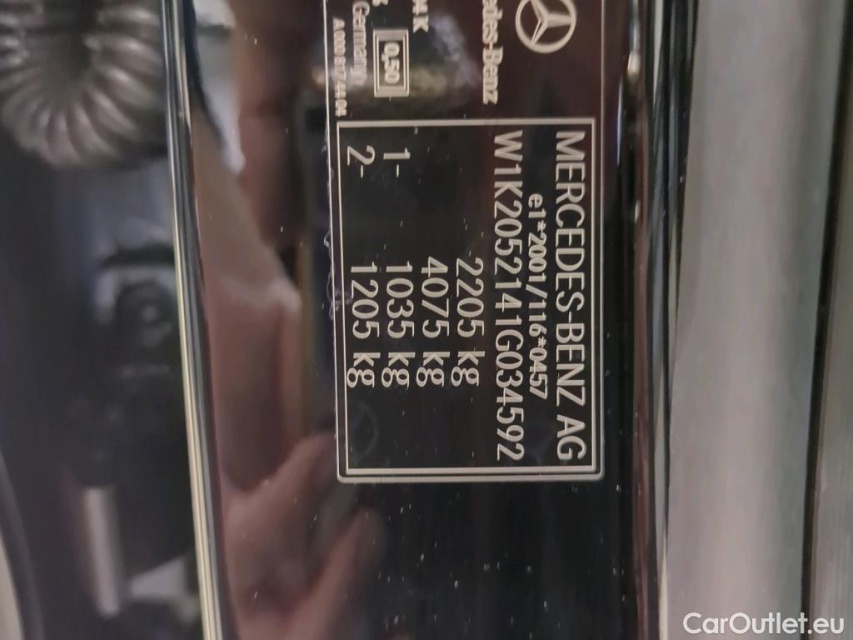 MERCEDES-BENZ AG
e1*2001/116*0457
W1K2052141G034592
2205 kg
4075 kg
1- 1035 kg
2- 1205 kg
0,50
Germany
CarOutlet.eu